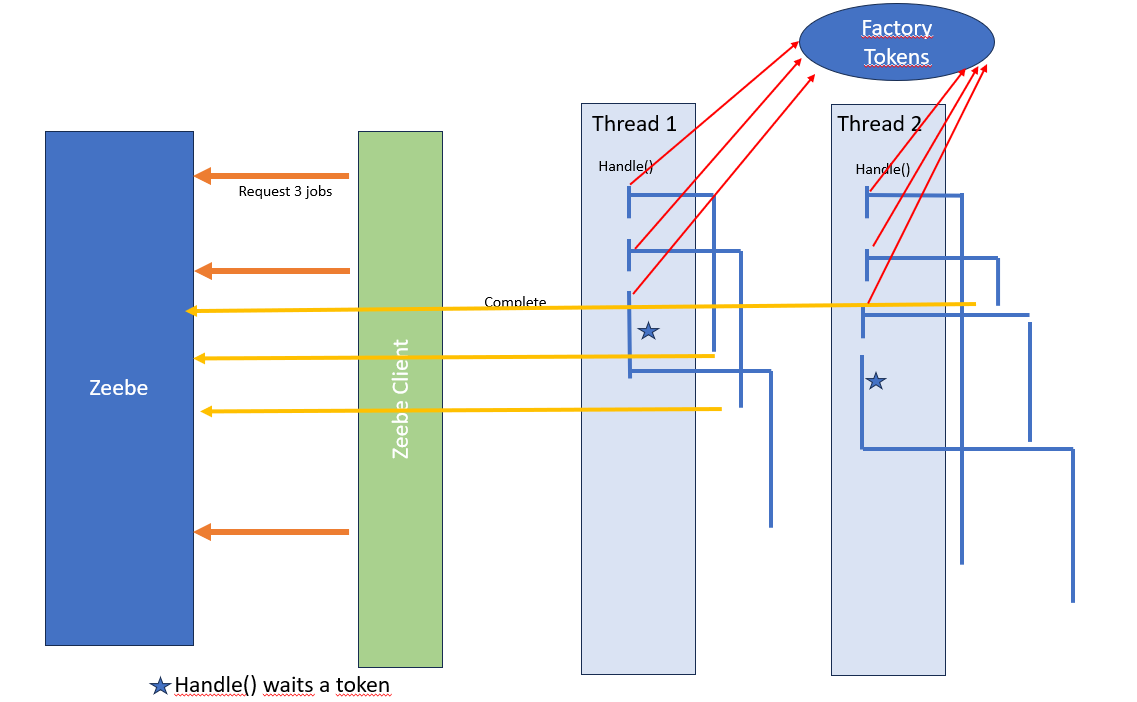 Factory
Tokens
Thread 1
Thread 2
Handle()
Handle()
Request 3 jobs
Complete
Zeebe
Zeebe Client
Handle() waits a token